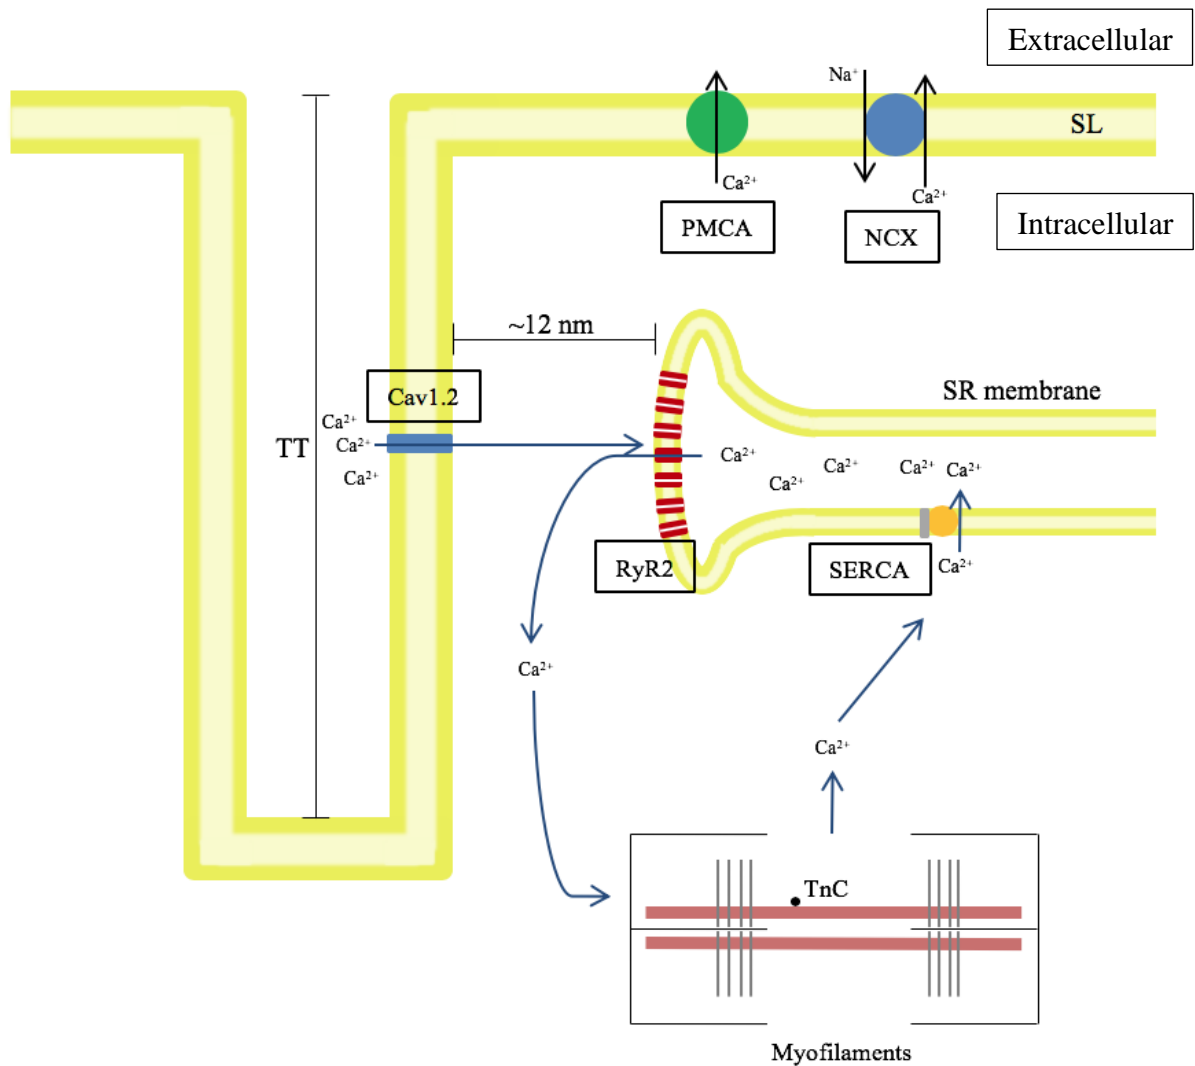 Extracellular
Na⁺
SL
Ca²⁺
Ca²⁺
PMCA
NCX
Intracellular
~12 nm
SR membrane
Cav1.2
Ca²⁺
Ca²⁺
Ca²⁺
TT
Ca²⁺
Ca²⁺
Ca²⁺
Ca²⁺
Ca²⁺
RyR2
SERCA
Ca²⁺
Ca²⁺
Ca²⁺
TnC
Myofilaments